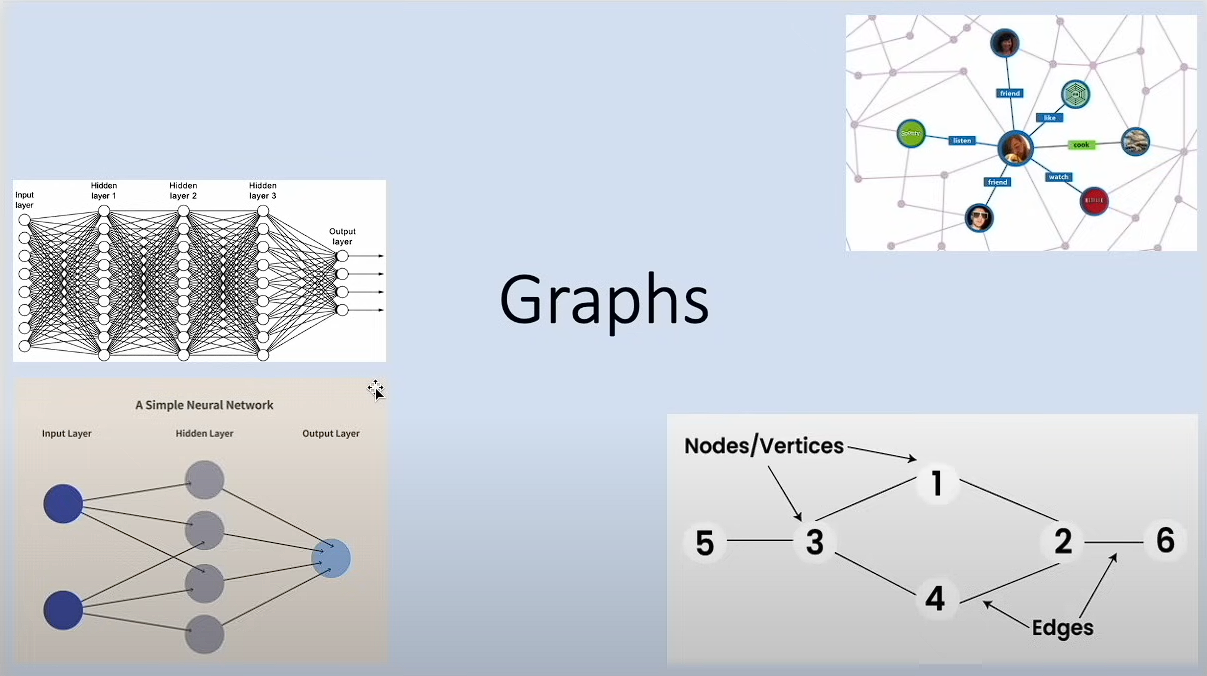 Graphs
Input
layer
Hidden
layer 1
Hidden
layer 2
Hidden
layer 3
Output
layer
friend
like
Spotify
listen
cook
friend
watch
NETFLIX
A Simple Neural Network
Input Layer Hidden Layer Output Layer
Nodes/Vertices
1
5 3 2 6
4
Edges